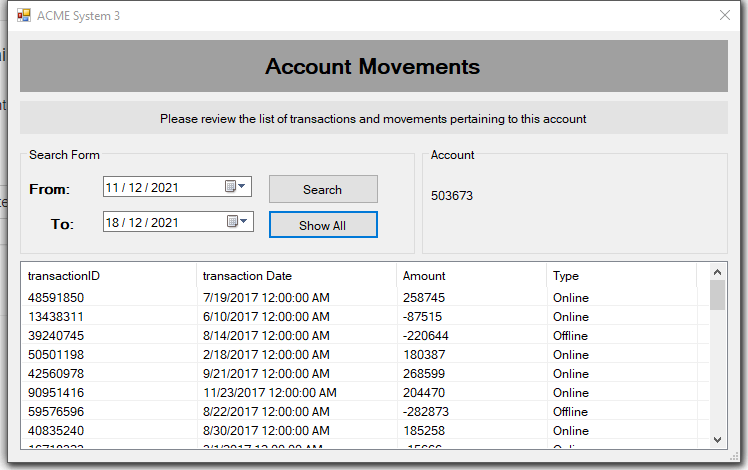 ACME System 3
Account Movements
Please review the list of transactions and movements pertaining to this account
Search Form
From: 11 / 12 / 2021 Search
To: 18 / 12 / 2021 Show All
Account
503673
transactionID transaction Date Amount Type
48591850 7/19/2017 12:00:00 AM 258745 Online
13438311 6/10/2017 12:00:00 AM -87515 Online
39240745 8/14/2017 12:00:00 AM -220644 Offline
50501198 2/18/2017 12:00:00 AM 180387 Online
42560978 9/21/2017 12:00:00 AM 268599 Online
90951416 11/23/2017 12:00:00 AM 204470 Online
59576596 8/22/2017 12:00:00 AM -282873 Offline
40835240 8/30/2017 12:00:00 AM 185258 Online
12:00:00 AM Online